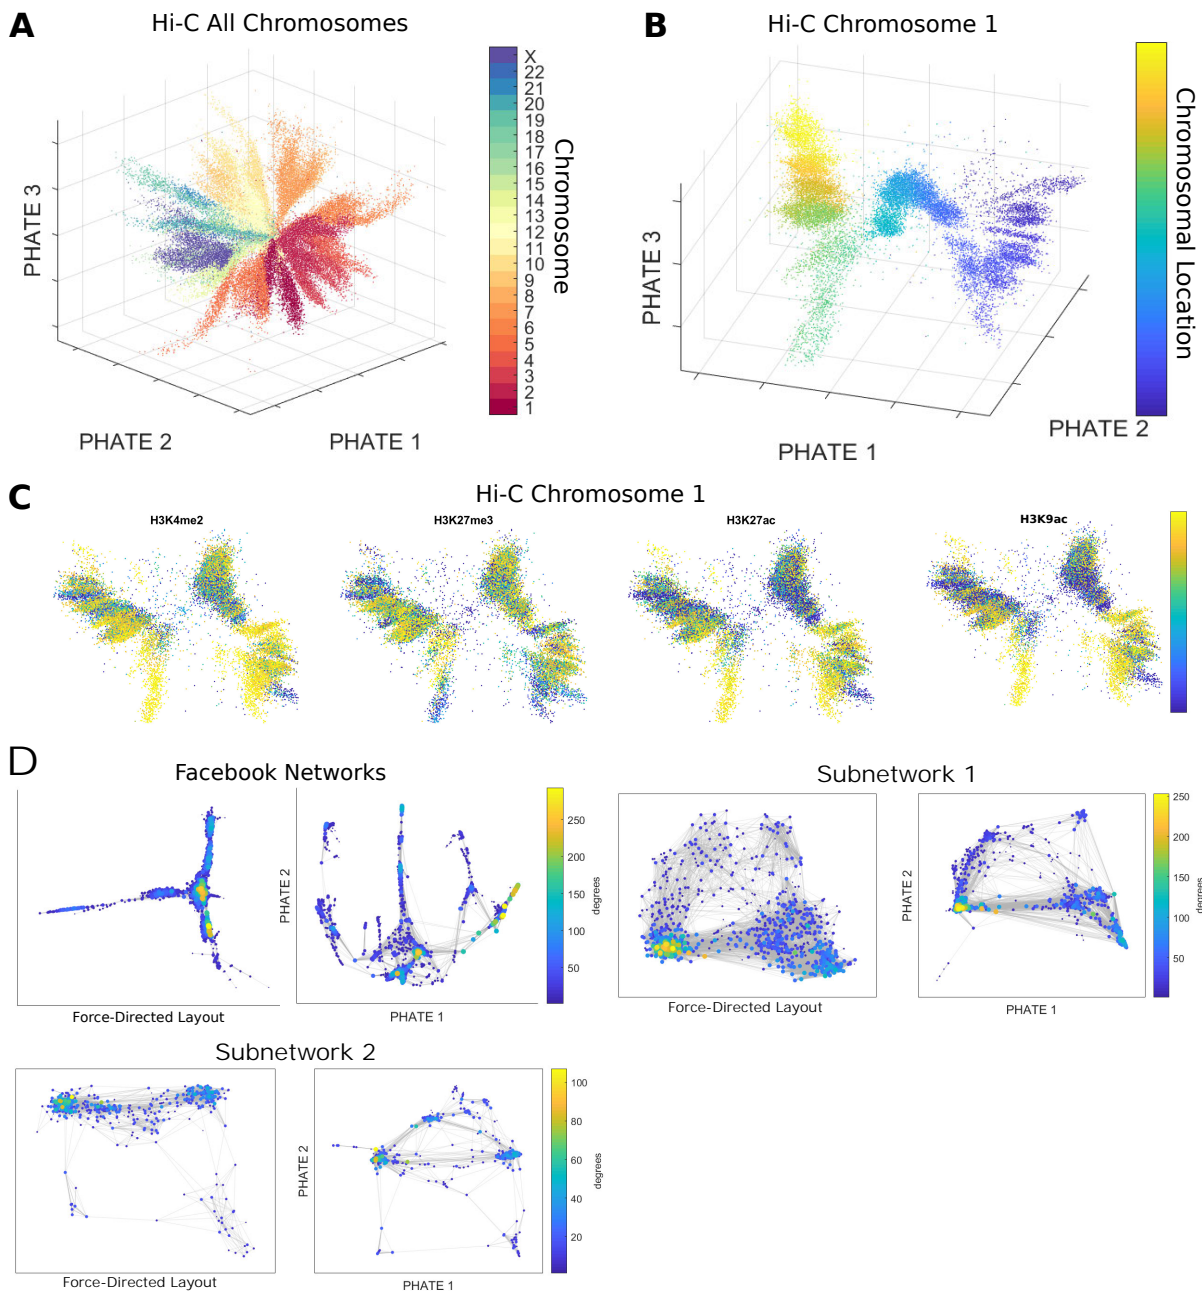 A
Hi-C All Chromosomes
PHATE 3
PHATE 2
PHATE 1
X
22
21
20
19
18
17
16
15
14
13
12
11
10
9
8
7
6
5
4
3
2
1
Chromosome
B
Hi-C Chromosome 1
PHATE 3
PHATE 1
PHATE 2
Chromosomal Location
C
Hi-C Chromosome 1
H3K4me2
H3K27me3
H3K27ac
H3K9ac
D
Facebook Networks
Force-Directed Layout
PHATE 2
PHATE 1
250
200
150
100
50
degrees
Subnetwork 1
Force-Directed Layout
PHATE 2
PHATE 1
250
200
150
100
50
degrees
Subnetwork 2
Force-Directed Layout
PHATE 2
PHATE 1
100
80
60
40
20
degrees